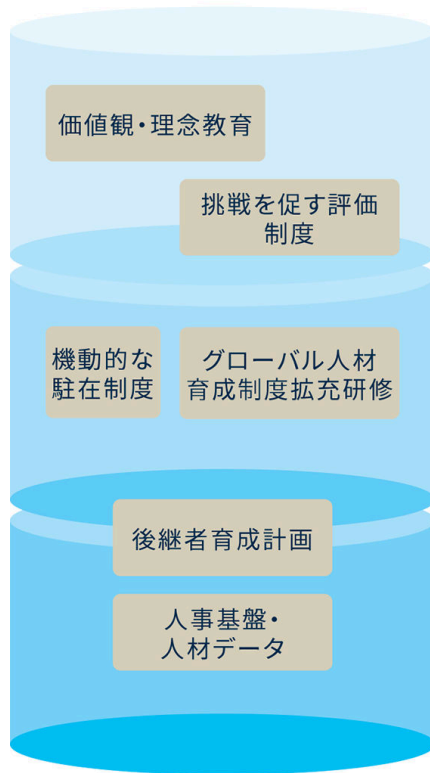 価値観・理念教育
挑戦を促す評価
制度
機動的な
駐在制度
グローバル人材
育成制度拡充研修
後継者育成計画
人事基盤・
人材データ